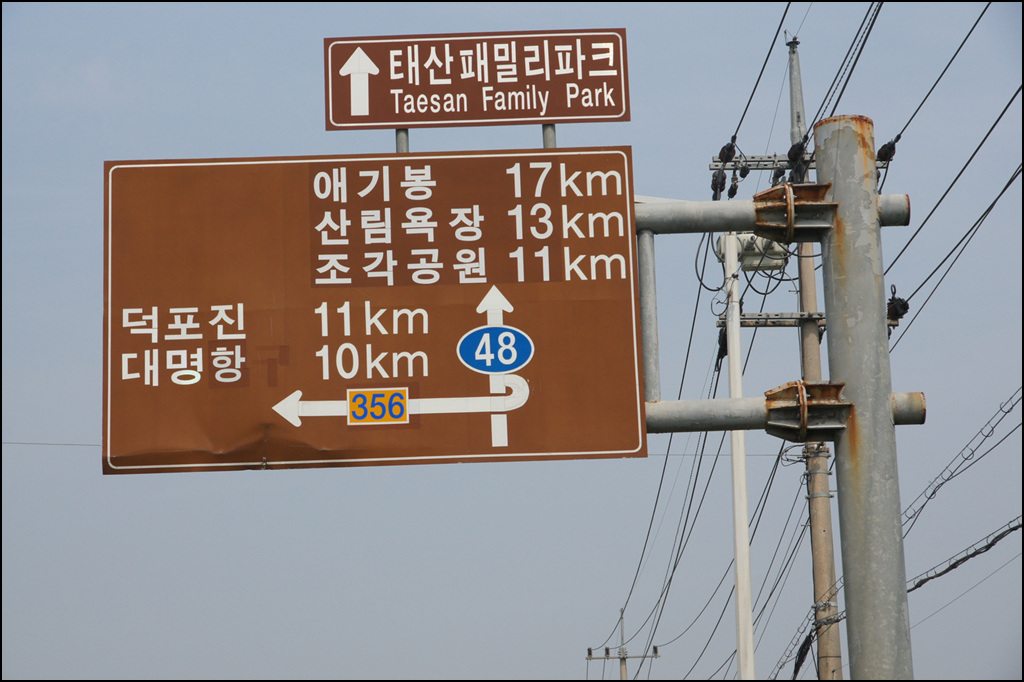 태산패밀리파크
Taesan Family Park
애기봉 17km
산림욕장 13km
조각공원 11km
덕포진 11km
대명항 10km
48
356